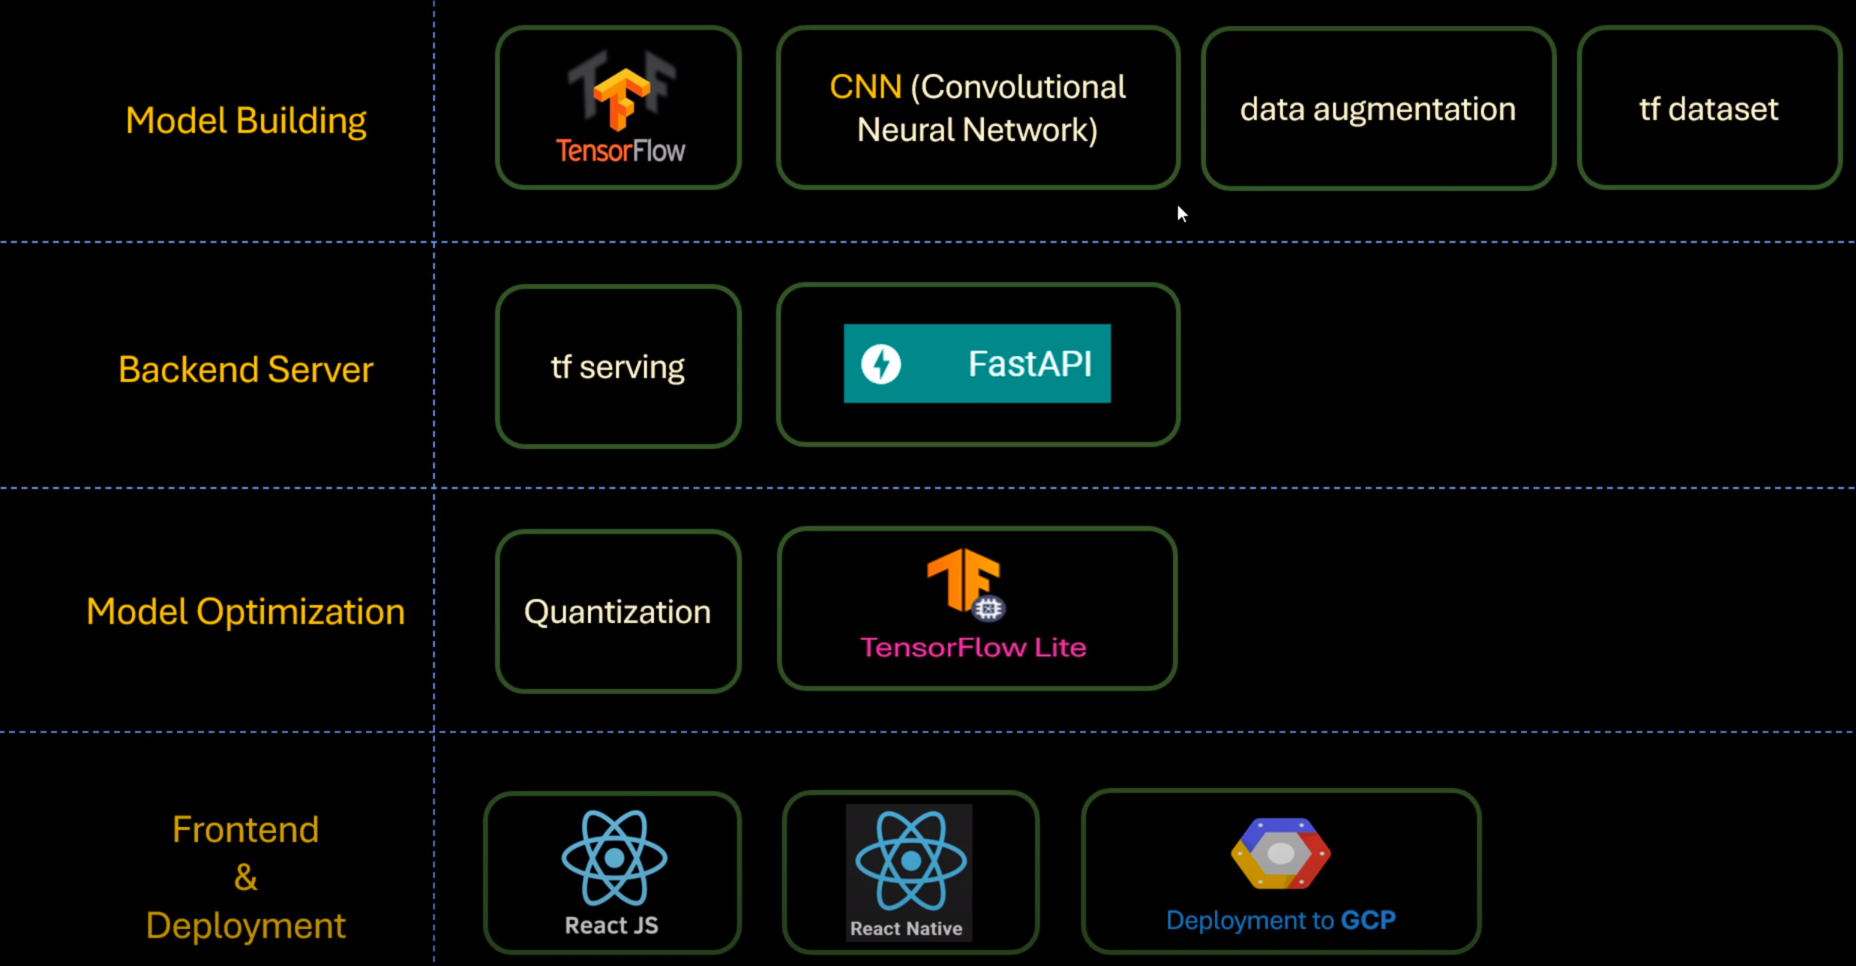 Model Building
TensorFlow
CNN (Convolutional
Neural Network)
data augmentation
tf dataset
Backend Server
tf serving
FastAPI
Model Optimization
Quantization
TensorFlow Lite
Frontend
&
Deployment
React JS
React Native
Deployment to GCP